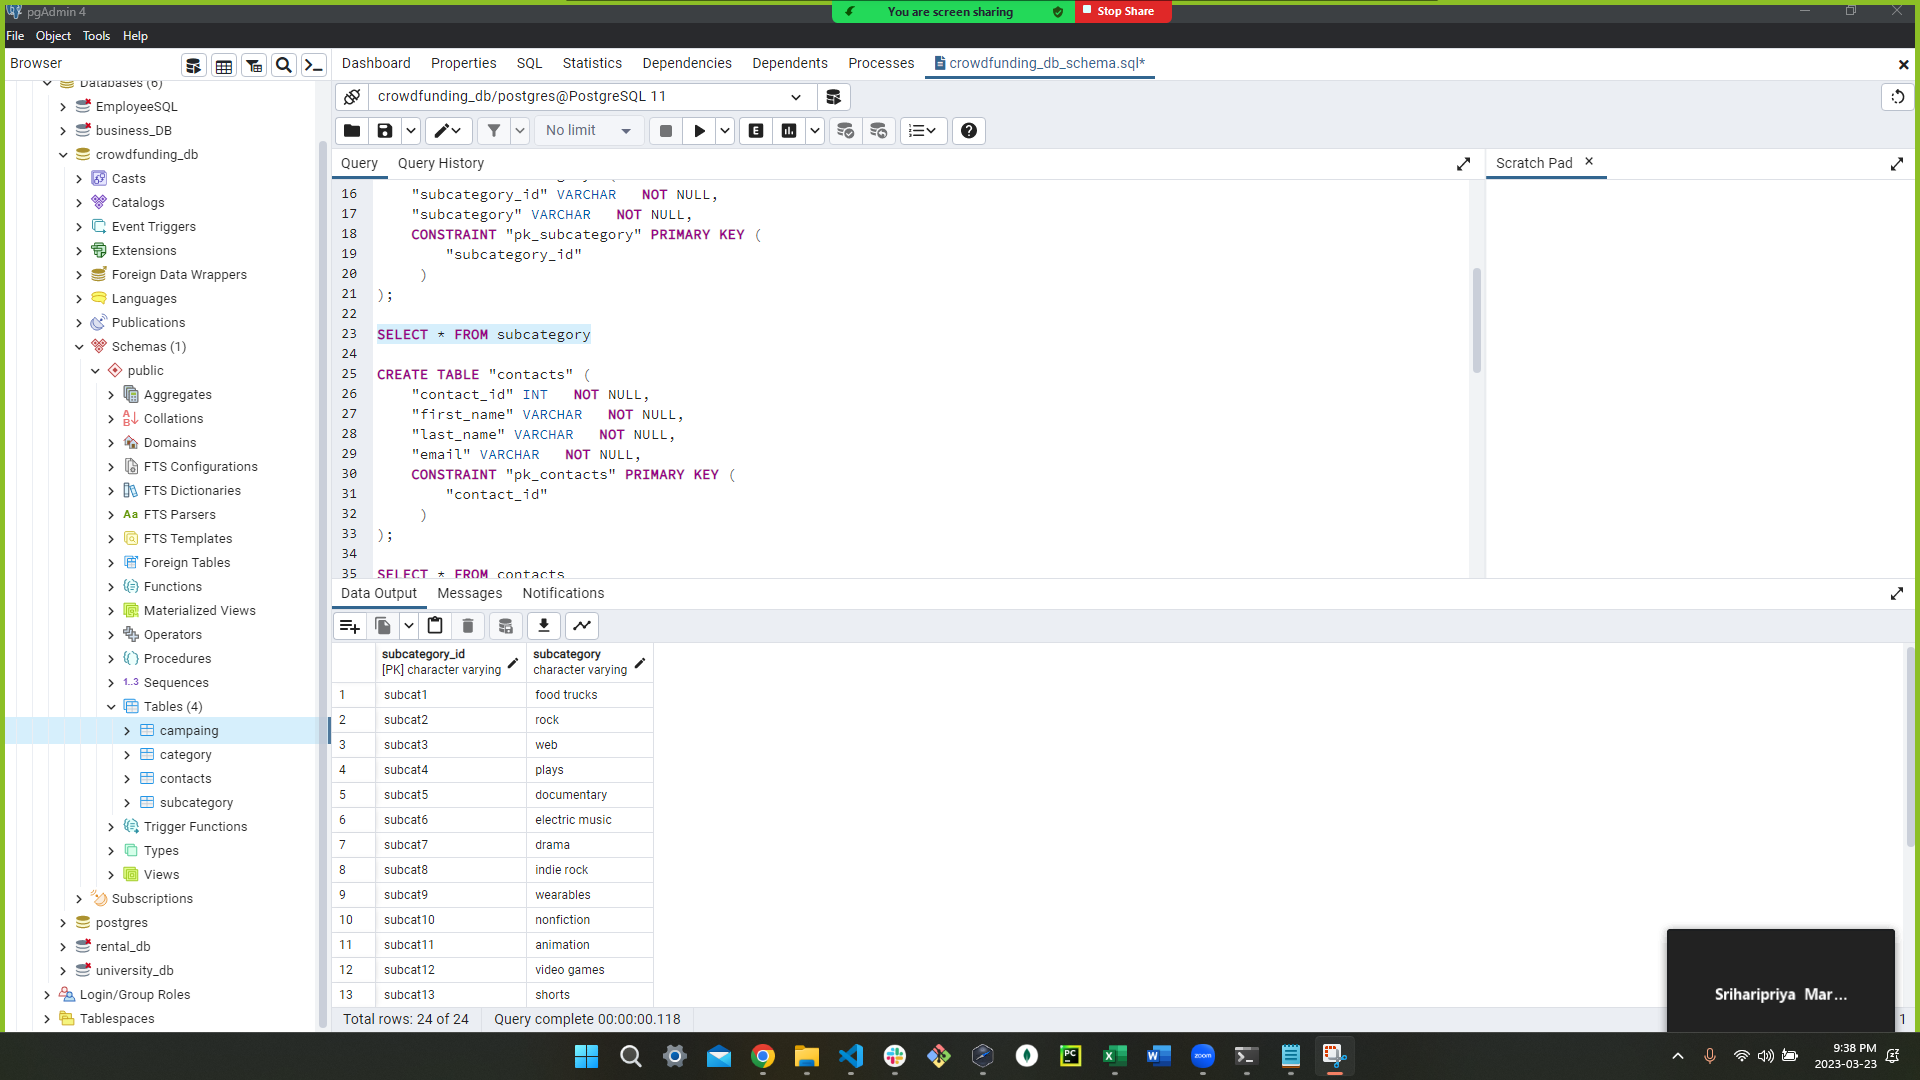 pgAdmin 4
You are screen sharing
Stop Share
File Object Tools Help
Browser
Dashboard Properties SQL Statistics Dependencies Dependents Processes crowdfunding_db_schema.sql*
Databases (6)
EmployeeSQL
business_DB
crowdfunding_db
Casts
Catalogs
Event Triggers
Extensions
Foreign Data Wrappers
Languages
Publications
Schemas (1)
public
Aggregates
Collations
Domains
FTS Configurations
FTS Dictionaries
Aa FTS Parsers
FTS Templates
Foreign Tables
Functions
Materialized Views
Operators
Procedures
1..3 Sequences
Tables (4)
campaing
category
contacts
subcategory
Trigger Functions
Types
Views
Subscriptions
postgres
rental_db
university_db
Login/Group Roles
Tablespaces
crowdfunding_db/postgres@PostgreSQL 11
No limit
E
Query Query History
Scratch Pad
16 "subcategory_id" VARCHAR NOT NULL,
17 "subcategory" VARCHAR NOT NULL,
18 CONSTRAINT "pk_subcategory" PRIMARY KEY (
19 "subcategory_id"
20 )
21 );
22
23 SELECT * FROM subcategory
24
25 CREATE TABLE "contacts" (
26 "contact_id" INT NOT NULL,
27 "first_name" VARCHAR NOT NULL,
28 "last_name" VARCHAR NOT NULL,
29 "email" VARCHAR NOT NULL,
30 CONSTRAINT "pk_contacts" PRIMARY KEY (
31 "contact_id"
32 )
33 );
34
35 SELECT * FROM contacts
Data Output Messages Notifications
subcategory_id subcategory
[PK] character varying character varying
1 subcat1 food trucks
2 subcat2 rock
3 subcat3 web
4 subcat4 plays
5 subcat5 documentary
6 subcat6 electric music
7 subcat7 drama
8 subcat8 indie rock
9 subcat9 wearables
10 subcat10 nonfiction
11 subcat11 animation
12 subcat12 video games
13 subcat13 shorts
Total rows: 24 of 24 Query complete 00:00:00.118
1
Sriharipriya Mar...
PC
zoom
9:38 PM
2023-03-23